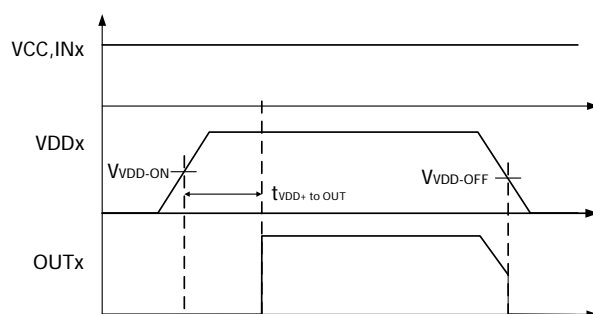 VCC,INx
VDDx
VVDD-ON
VVDD-OFF
tVDD+ to OUT
OUTx